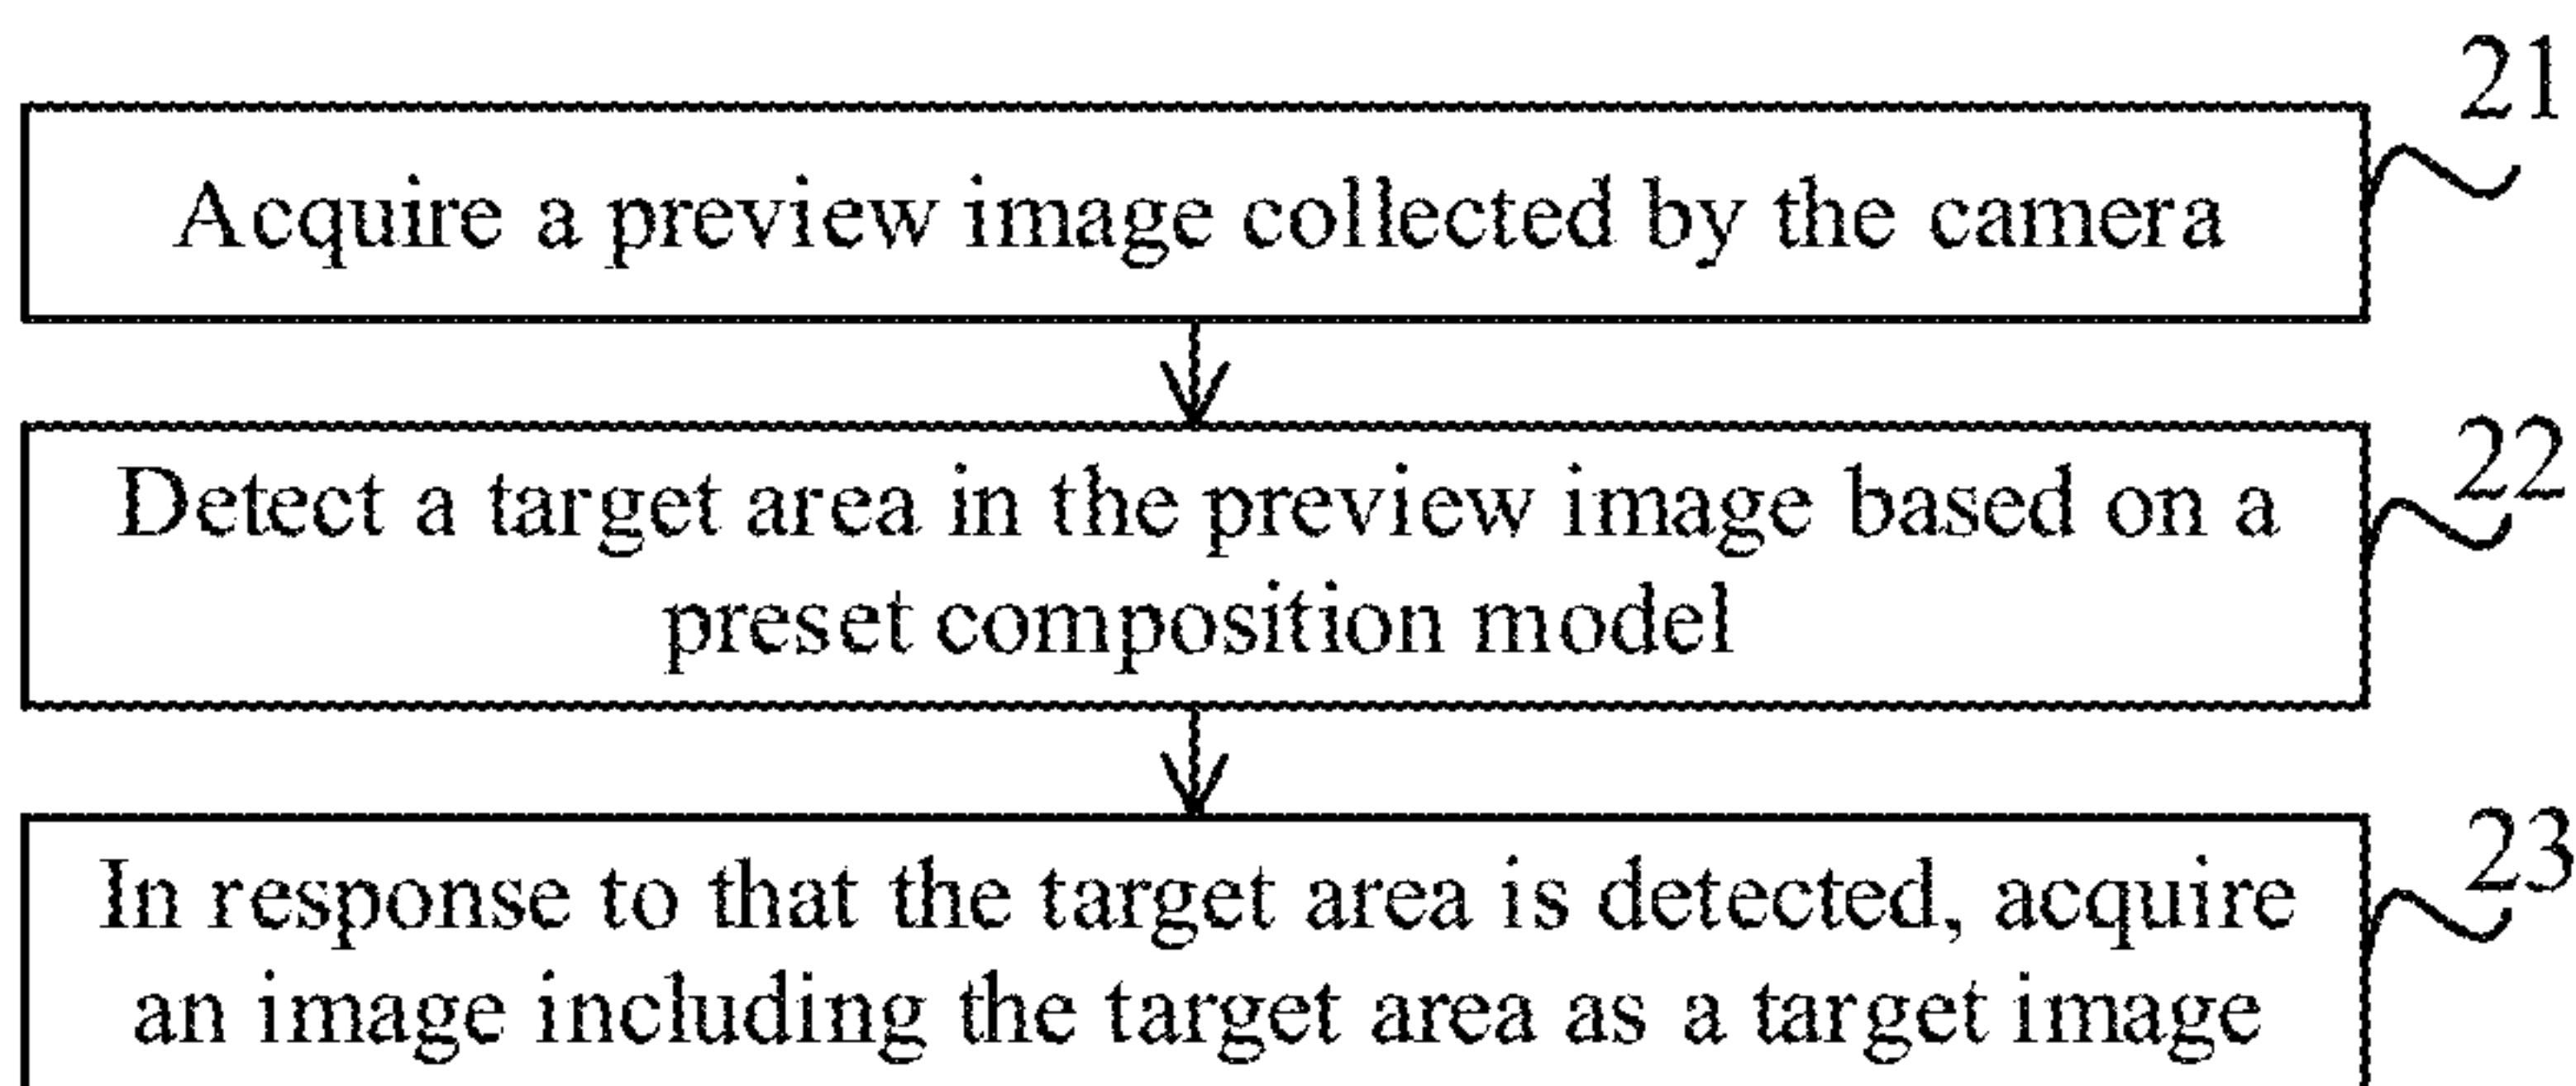 21
Acquire a preview image collected by the camera
22
Detect a target area in the preview image based on a
preset composition model
23
In response to that the target area is detected, acquire
an image including the target area as a target image